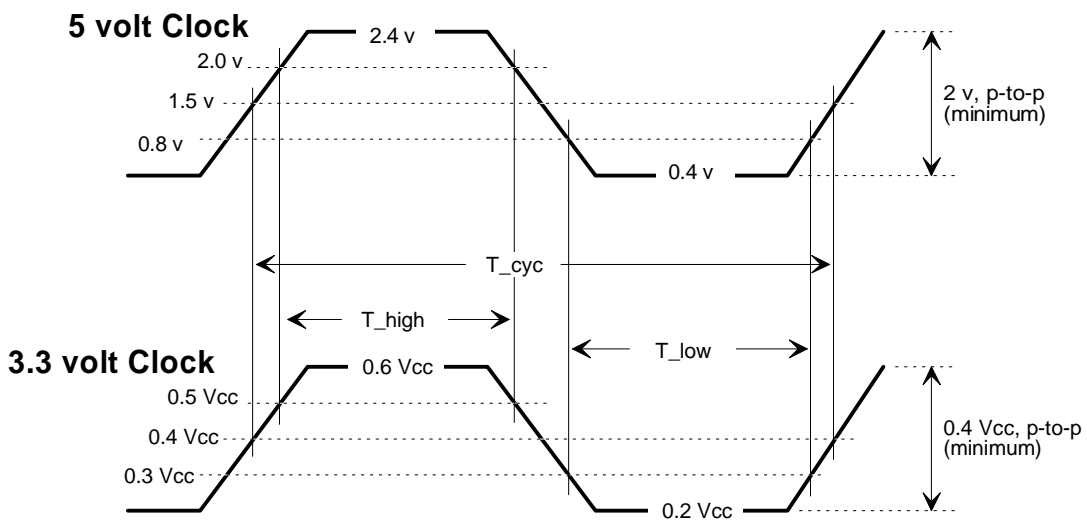 5 volt Clock
2.4 v
2.0 v
1.5 v
0.8 v
0.4 v
2 v, p-to-p
(minimum)
T_cyc
T_high
T_low
3.3 volt Clock
0.6 Vcc
0.5 Vcc
0.4 Vcc
0.3 Vcc
0.2 Vcc
0.4 Vcc, p-to-p
(minimum)